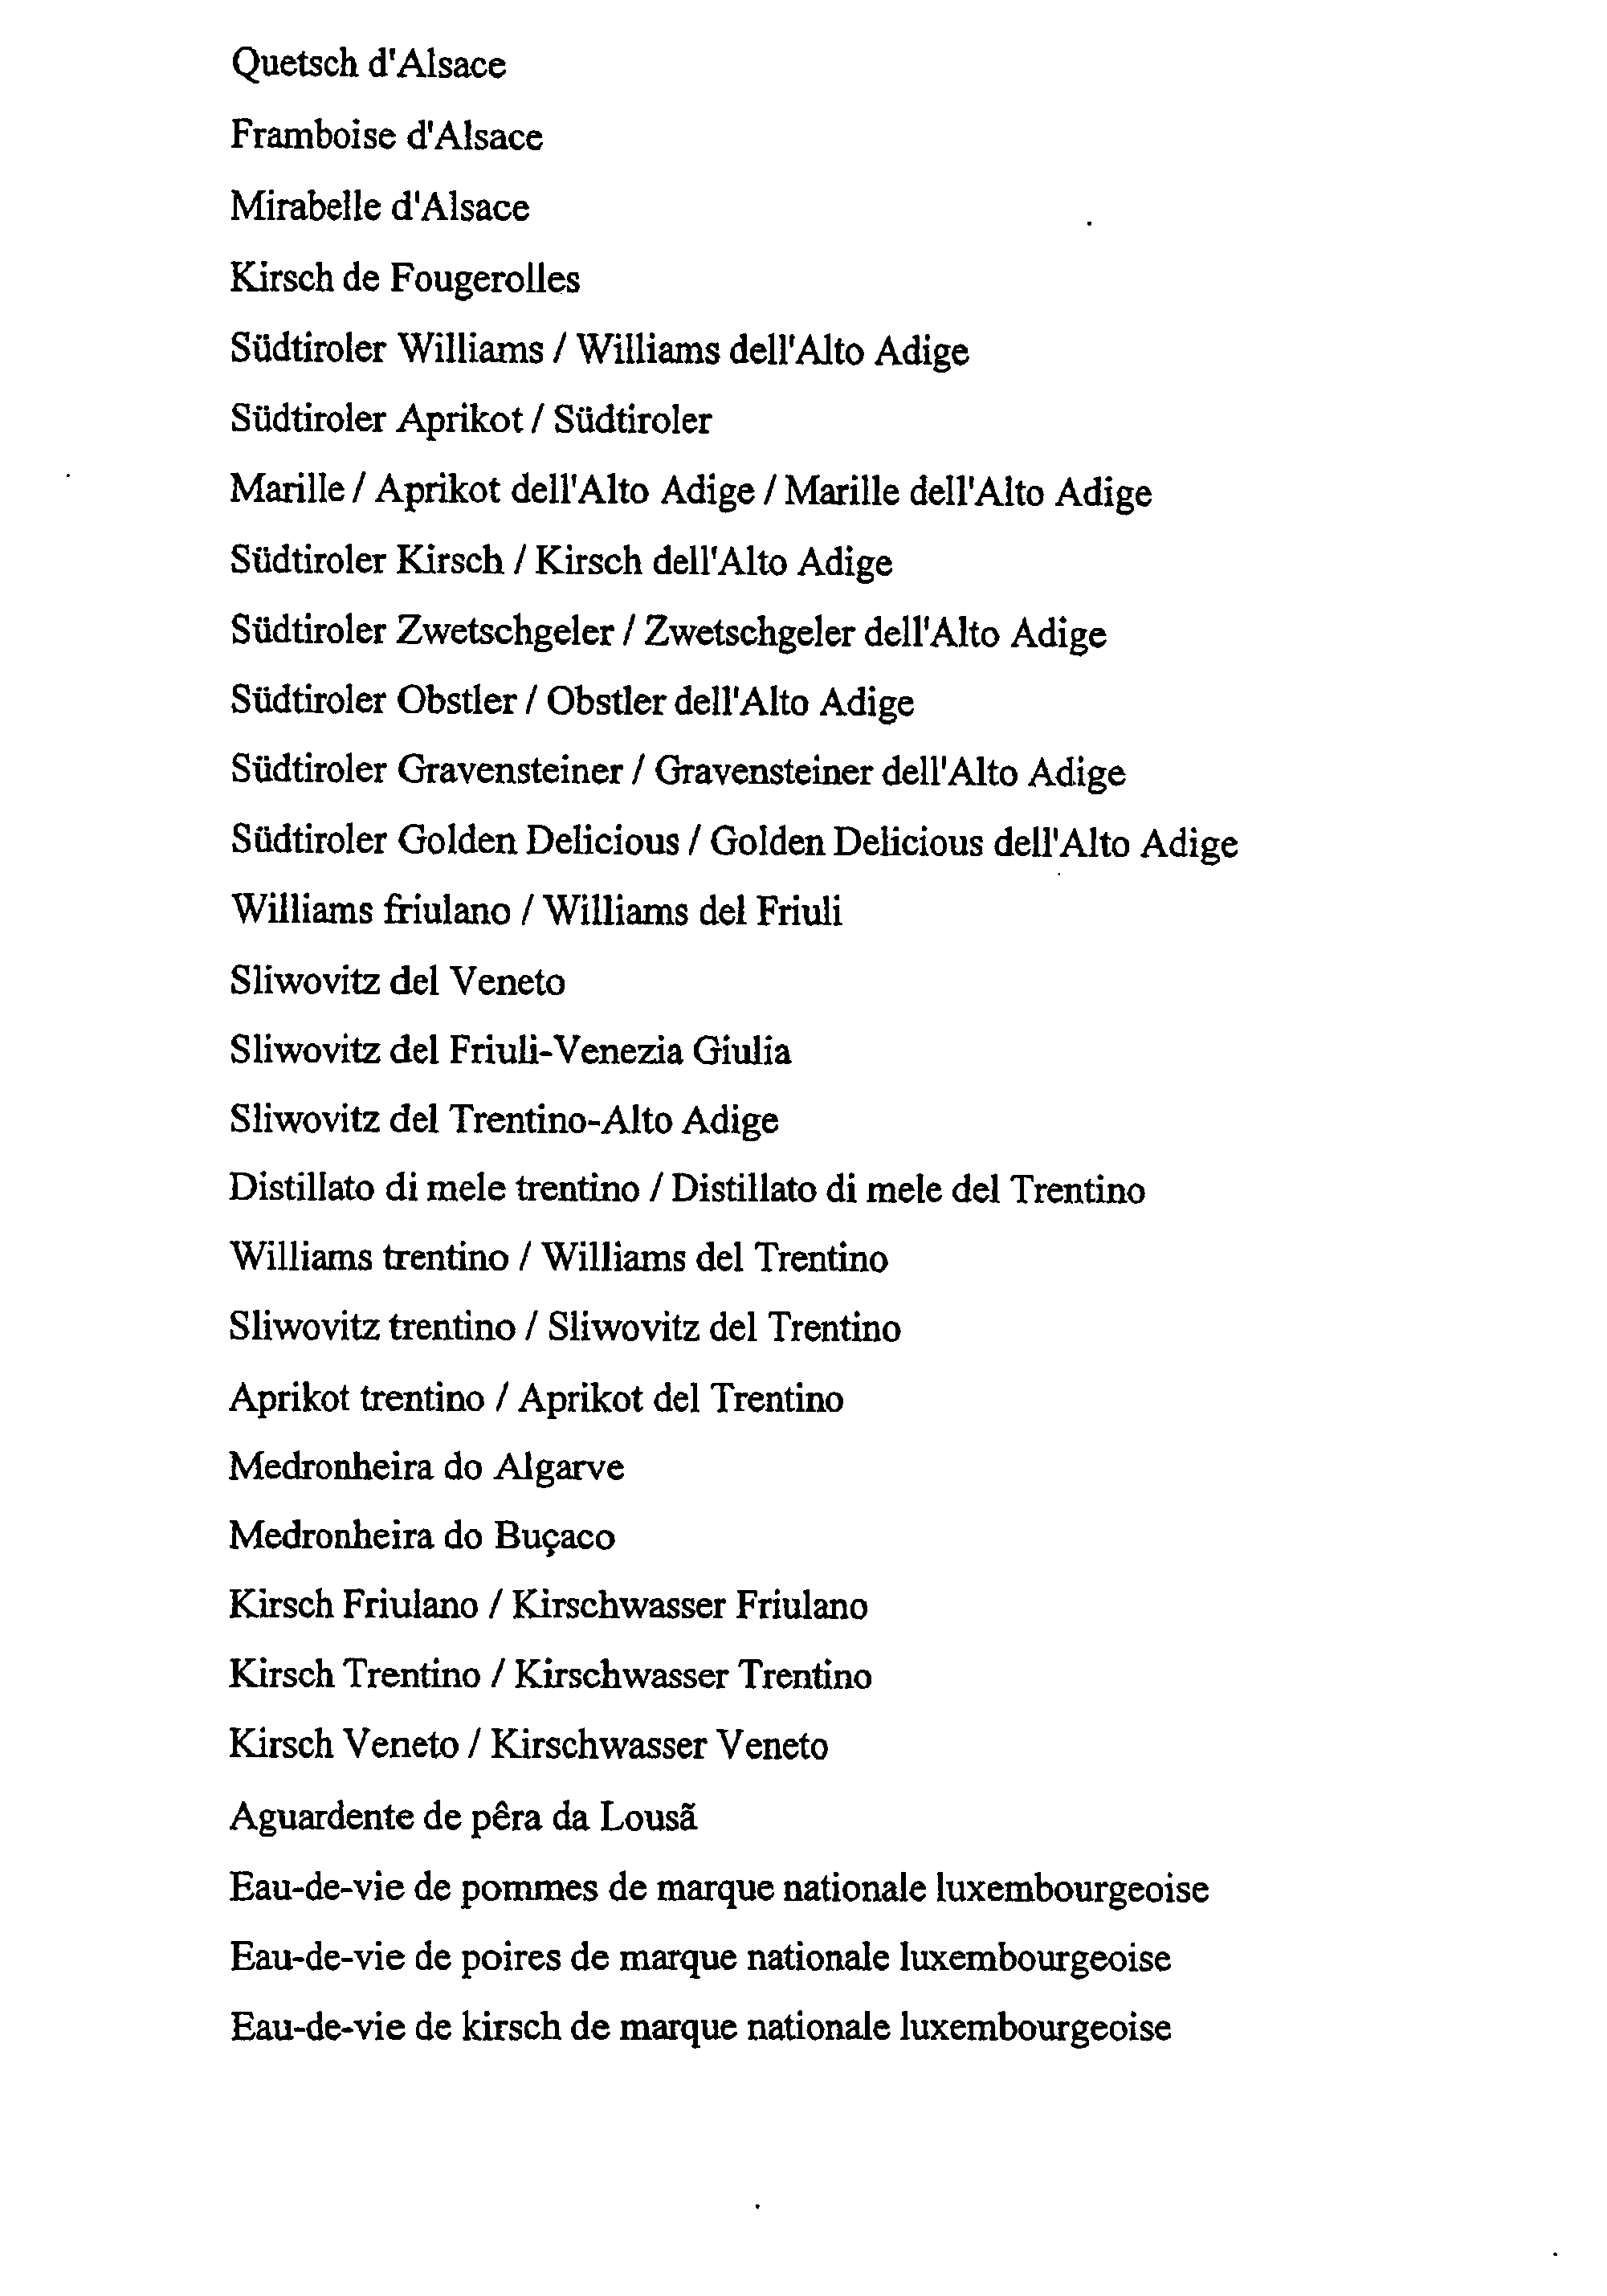 Quetsch d'Alsace
Framboise d'Alsace
Mirabelle d'Alsace
Kirsch de Fougerolles
Südtiroler Williams / Williams dell'Alto Adige
Südtiroler Aprikot / Südtiroler
Marille / Aprikot dell'Alto Adige / Marille dell'Alto Adige
Südtiroler Kirsch / Kirsch dell'Alto Adige
Südtiroler Zwetschgeler / Zwetschgeler dell'Alto Adige
Südtiroler Obstler / Obstler dell'Alto Adige
Südtiroler Gravensteiner / Gravensteiner dell'Alto Adige
Südtiroler Golden Delicious / Golden Delicious dell'Alto Adige
Williams friulano / Williams del Friuli
Sliwovitz del Veneto
Sliwovitz del Friuli-Venezia Giulia
Sliwovitz del Trentino-Alto Adige
Distillato di mele trentino / Distillato di mele del Trentino
Williams trentino / Williams del Trentino
Sliwovitz trentino / Sliwovitz del Trentino
Aprikot trentino / Aprikot del Trentino
Medronheira do Algarve
Medronheira do Buçaco
Kirsch Friulano / Kirschwasser Friulano
Kirsch Trentino / Kirschwasser Trentino
Kirsch Veneto / Kirschwasser Veneto
Aguardente de pêra da Lousã
Eau-de-vie de pommes de marque nationale luxembourgeoise
Eau-de-vie de poires de marque nationale luxembourgeoise
Eau-de-vie de kirsch de marque nationale luxembourgeoise